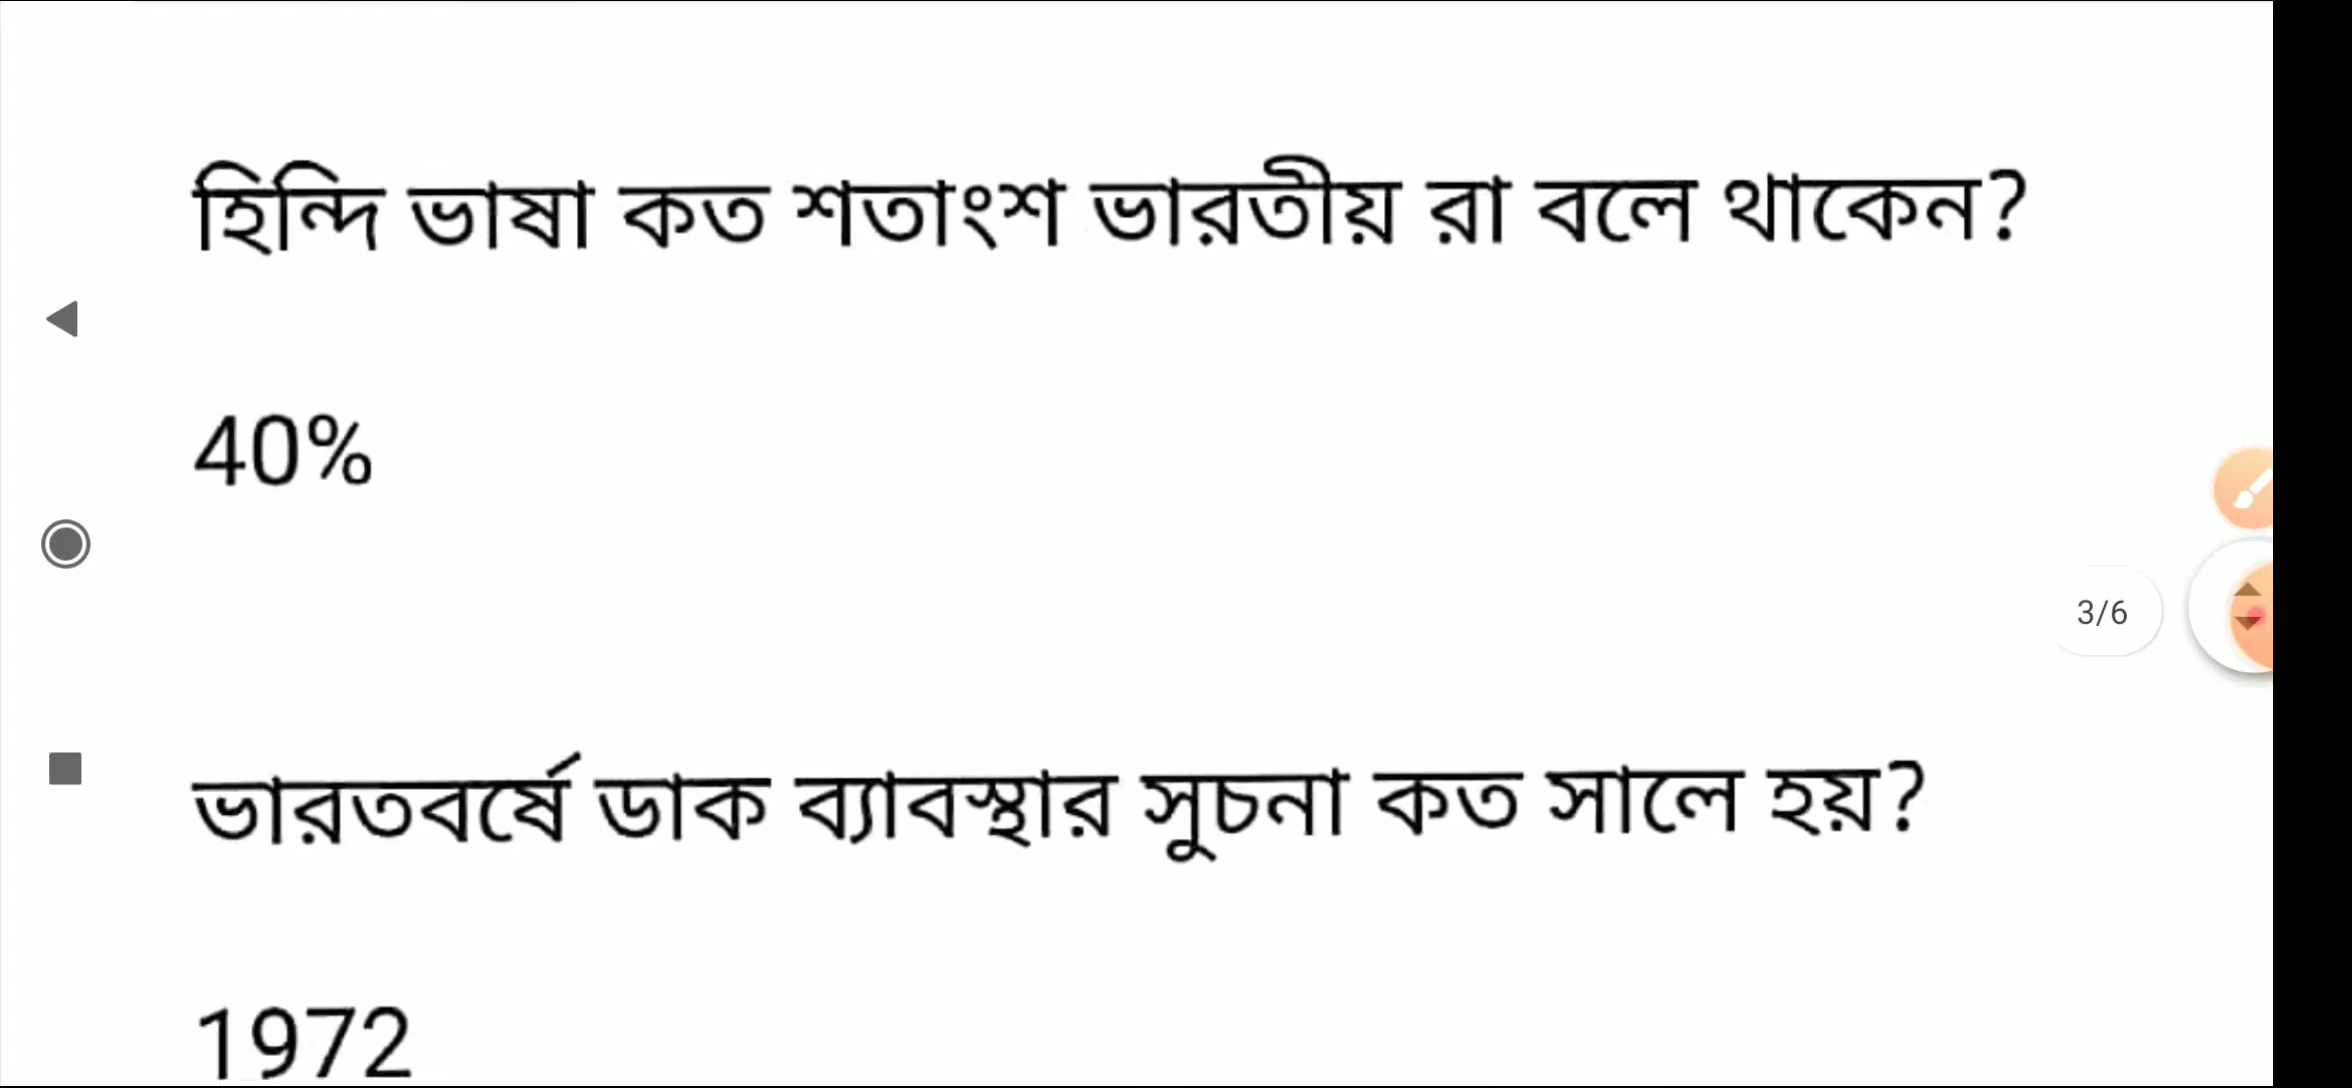 হিন্দি ভাষা কত শতাংশ ভারতীয় রা বলে থাকেন?
40%
3/6
ভারতবর্ষে ডাক ব্যাবস্থার সুচনা কত সালে হয়?
1972